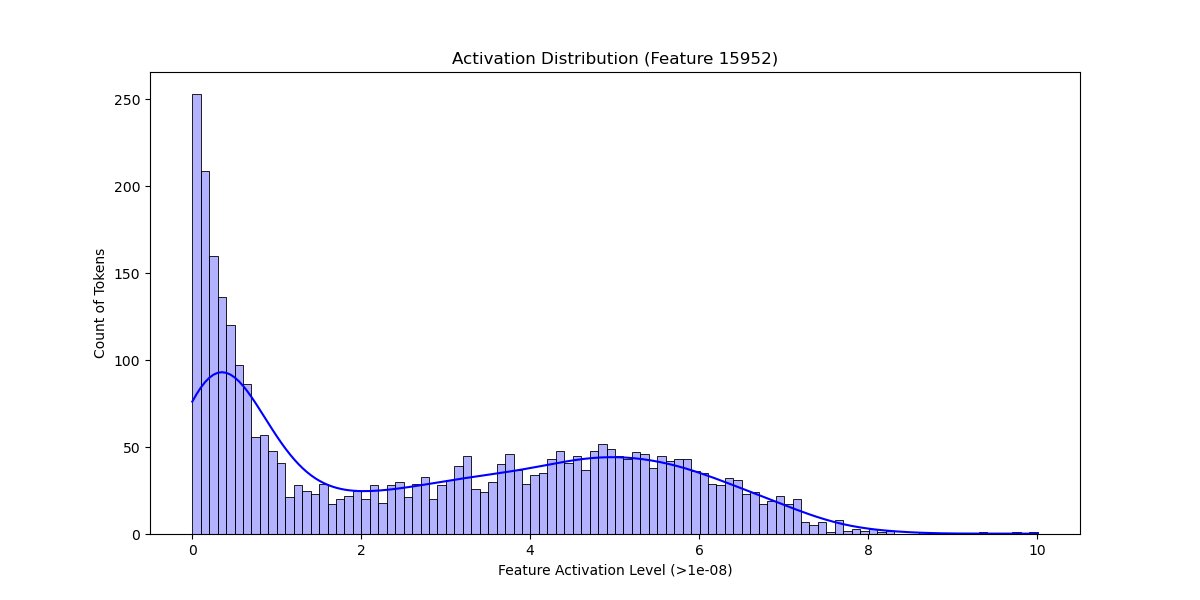 Activation Distribution (Feature 15952)
250
200
150
100
50
0
Count of Tokens
0 2 4 6 8 10
Feature Activation Level (>1e-08)